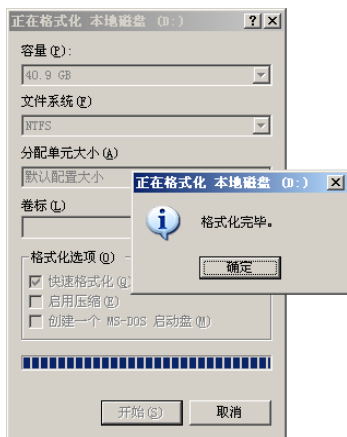 正在格式化 本地磁盘 (D:)
容量(P):
40.9 GB
文件系统(F)
NTFS
分配单元大小(A)
默认配置大小
正在格式化 本地磁盘 (D:)
卷标(L)
格式化完毕。
确定
格式化选项(O)
快速格式化(Q)
启用压缩(E)
创建一个 MS-DOS 启动盘(M)
开始(S)
取消